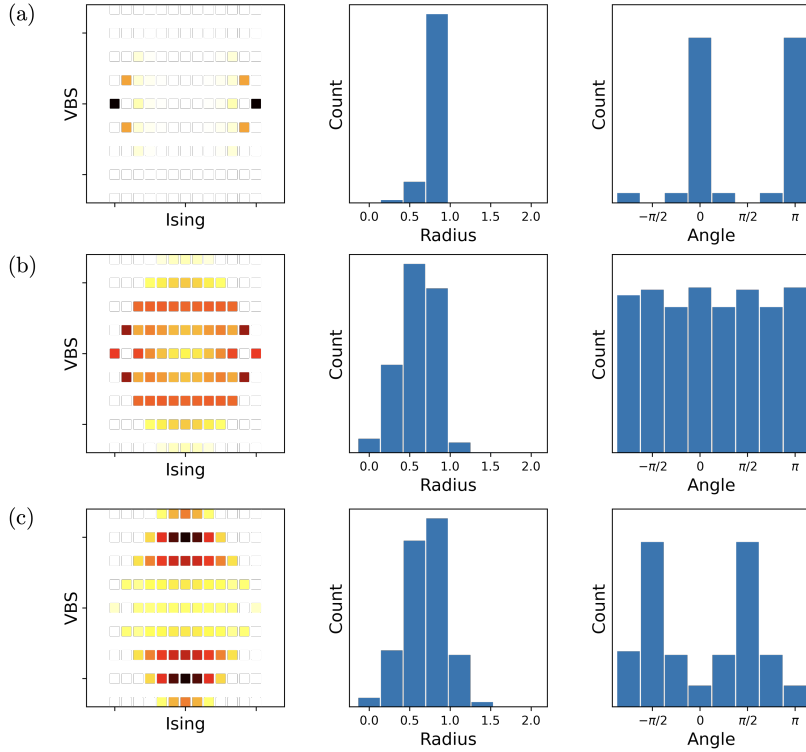 (a)
VBS
Ising
Count
0.0 0.5 1.0 1.5 2.0
Radius
Count
−π/2 0 π/2 π
Angle
(b)
VBS
Ising
Count
0.0 0.5 1.0 1.5 2.0
Radius
Count
−π/2 0 π/2 π
Angle
(c)
VBS
Ising
Count
0.0 0.5 1.0 1.5 2.0
Radius
Count
−π/2 0 π/2 π
Angle